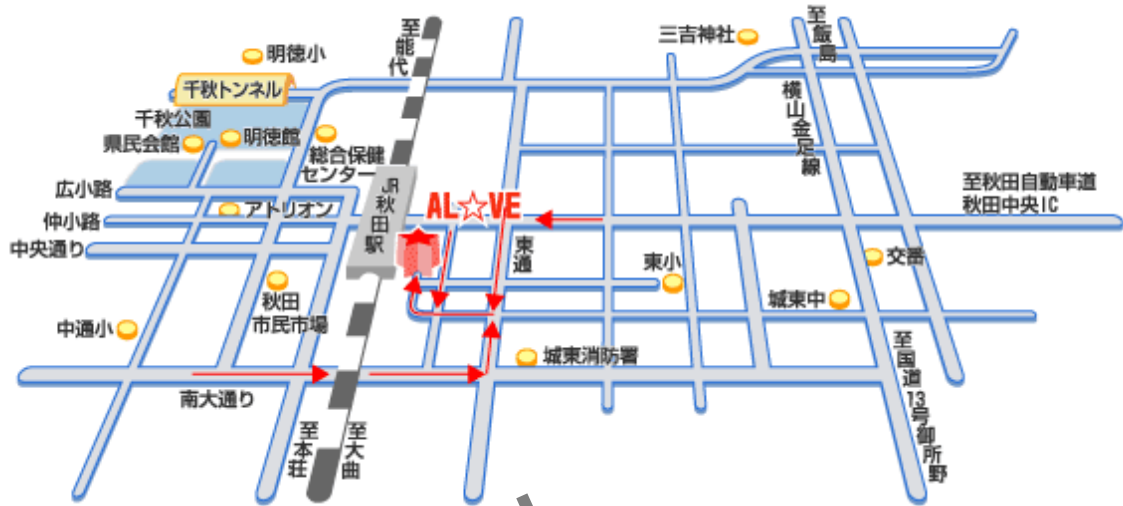 至飯島
三吉神社
至能代
明徳小
千秋トンネル
横山金足線
千秋公園
県民会館
明徳館
総合保健
センター
JR秋田駅
至秋田自動車道
秋田中央IC
広小路
AL☆VE
アトリオン
仲小路
中央通り
東通
東小
交番
秋田
市民市場
城東中
中通小
城東消防署
至国道13号御所野
南大通り
至本荘
至大曲